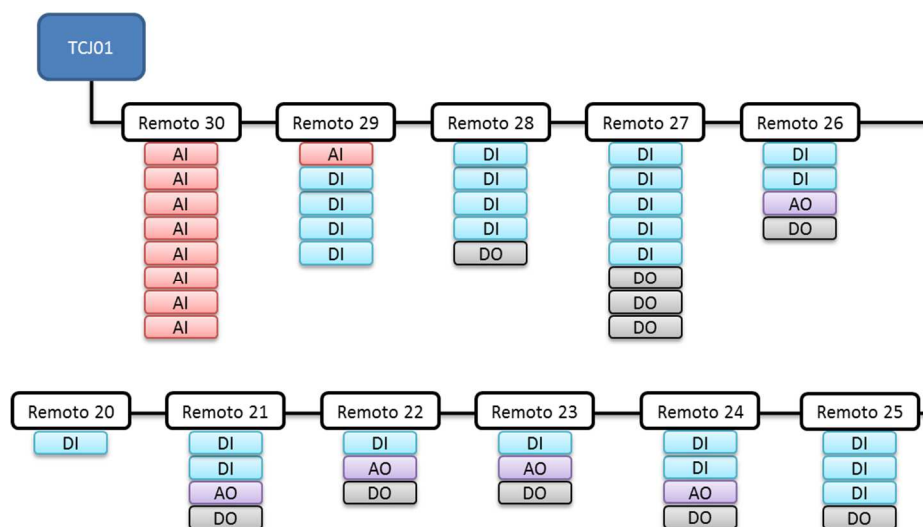 TCJ01
Remoto 30 Remoto 29 Remoto 28 Remoto 27 Remoto 26
AI AI DI DI DI
AI DI DI DI DI
AI DI DI DI AO
AI DI DI DI DO
AI DI DO DI
AI DO
AI DO
AI DO
Remoto 20 Remoto 21 Remoto 22 Remoto 23 Remoto 24 Remoto 25
DI DI DI DI DI DI
DI AO AO DI DI
AO DO DO AO DI
DO DO DO